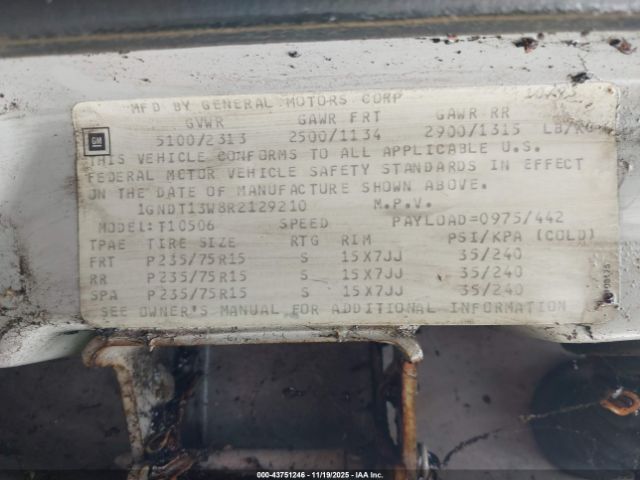 MFD BY GENERAL MOTORS CORP
GVWR GAWR FRT GAWR RR
GM 5100/2313 2500/1134 2900/1315 LB/KG
THIS VEHICLE CONFORMS TO ALL APPLICABLE U.S.
FEDERAL MOTOR VEHICLE SAFETY STANDARDS IN EFFECT
ON THE DATE OF MANUFACTURE SHOWN ABOVE.
1GNDT13W8R2129210 M.P.V.
MODEL: T10506 SPEED PAYLOAD=0975/442
TPAE TIRE SIZE RTG RIM PSI/KPA (COLD)
FRT P235/75R15 S 15X7JJ 35/240
RR P235/75R15 S 15X7JJ 35/240
SPA P235/75R15 S 15X7JJ 35/240
SEE OWNER'S MANUAL FOR ADDITIONAL INFORMATION
000-43751246 - 11/19/2025 - IAA Inc.